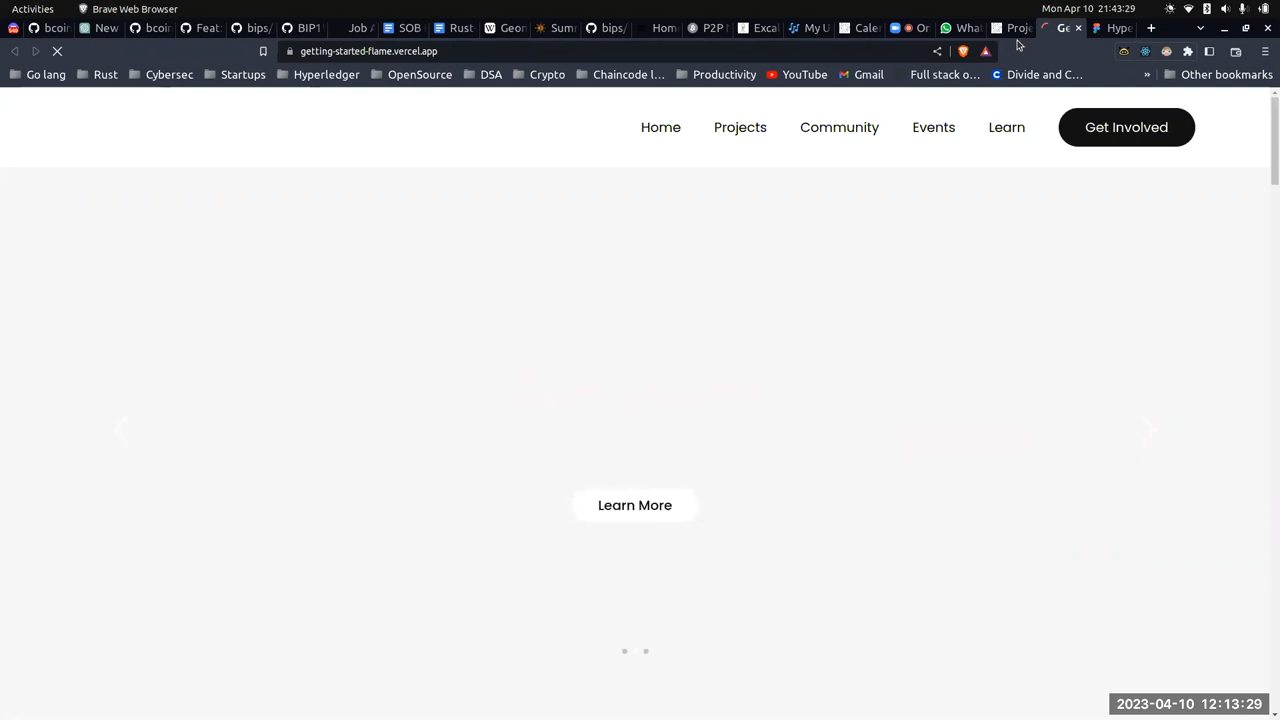 Activities Brave Web Browser Mon Apr 10 21:43:29
bcoin New bcoin Feat: bips/ BIP1 Job A SOB Rust Geon Sum bips/ Hom P2P Excal My U Caler Or What Proje Ge Hype
getting-started-flame.vercel.app
Go lang Rust Cybersec Startups Hyperledger OpenSource DSA Crypto Chaincode l... Productivity YouTube Gmail Full stack o... Divide and C... » Other bookmarks
Home Projects Community Events Learn Get Involved
Learn More
2023-04-10 12:13:29